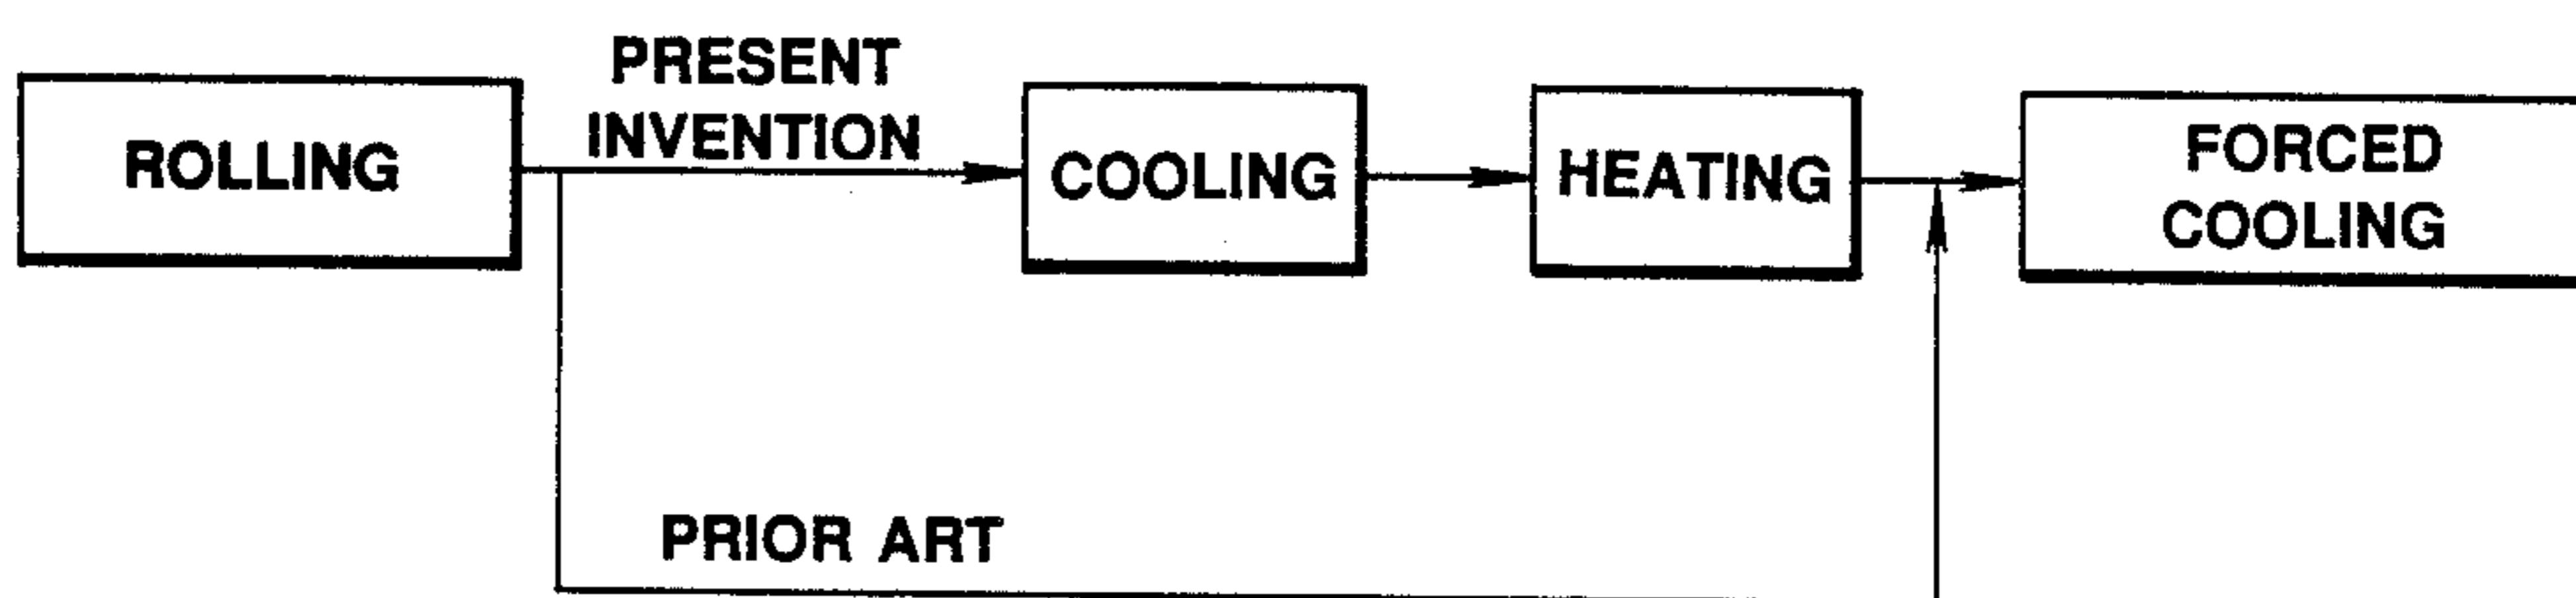 PRESENT
INVENTION
ROLLING
COOLING
HEATING
FORCED
COOLING
PRIOR ART